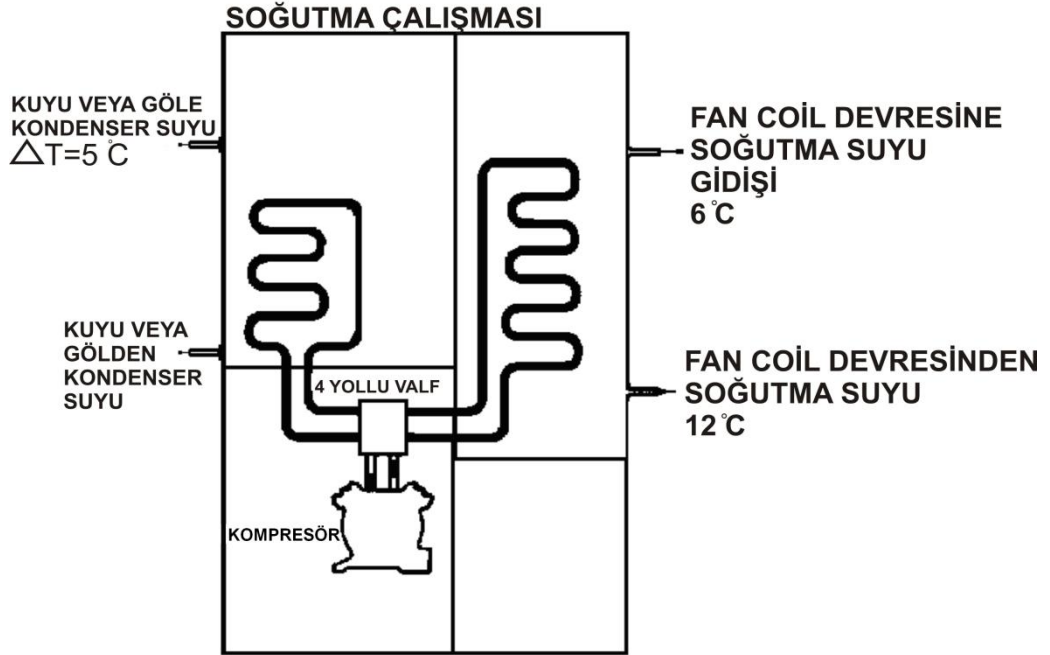 SOĞUTMA ÇALIŞMASI
KUYU VEYA GÖLE
KONDENSER SUYU
△T=5 °C
FAN COİL DEVRESİNE
SOĞUTMA SUYU
GİDİŞİ
6 °C
KUYU VEYA
GÖLDEN
KONDENSER
SUYU
4 YOLLU VALF
FAN COİL DEVRESİNDEN
SOĞUTMA SUYU
12 °C
KOMPRESÖR